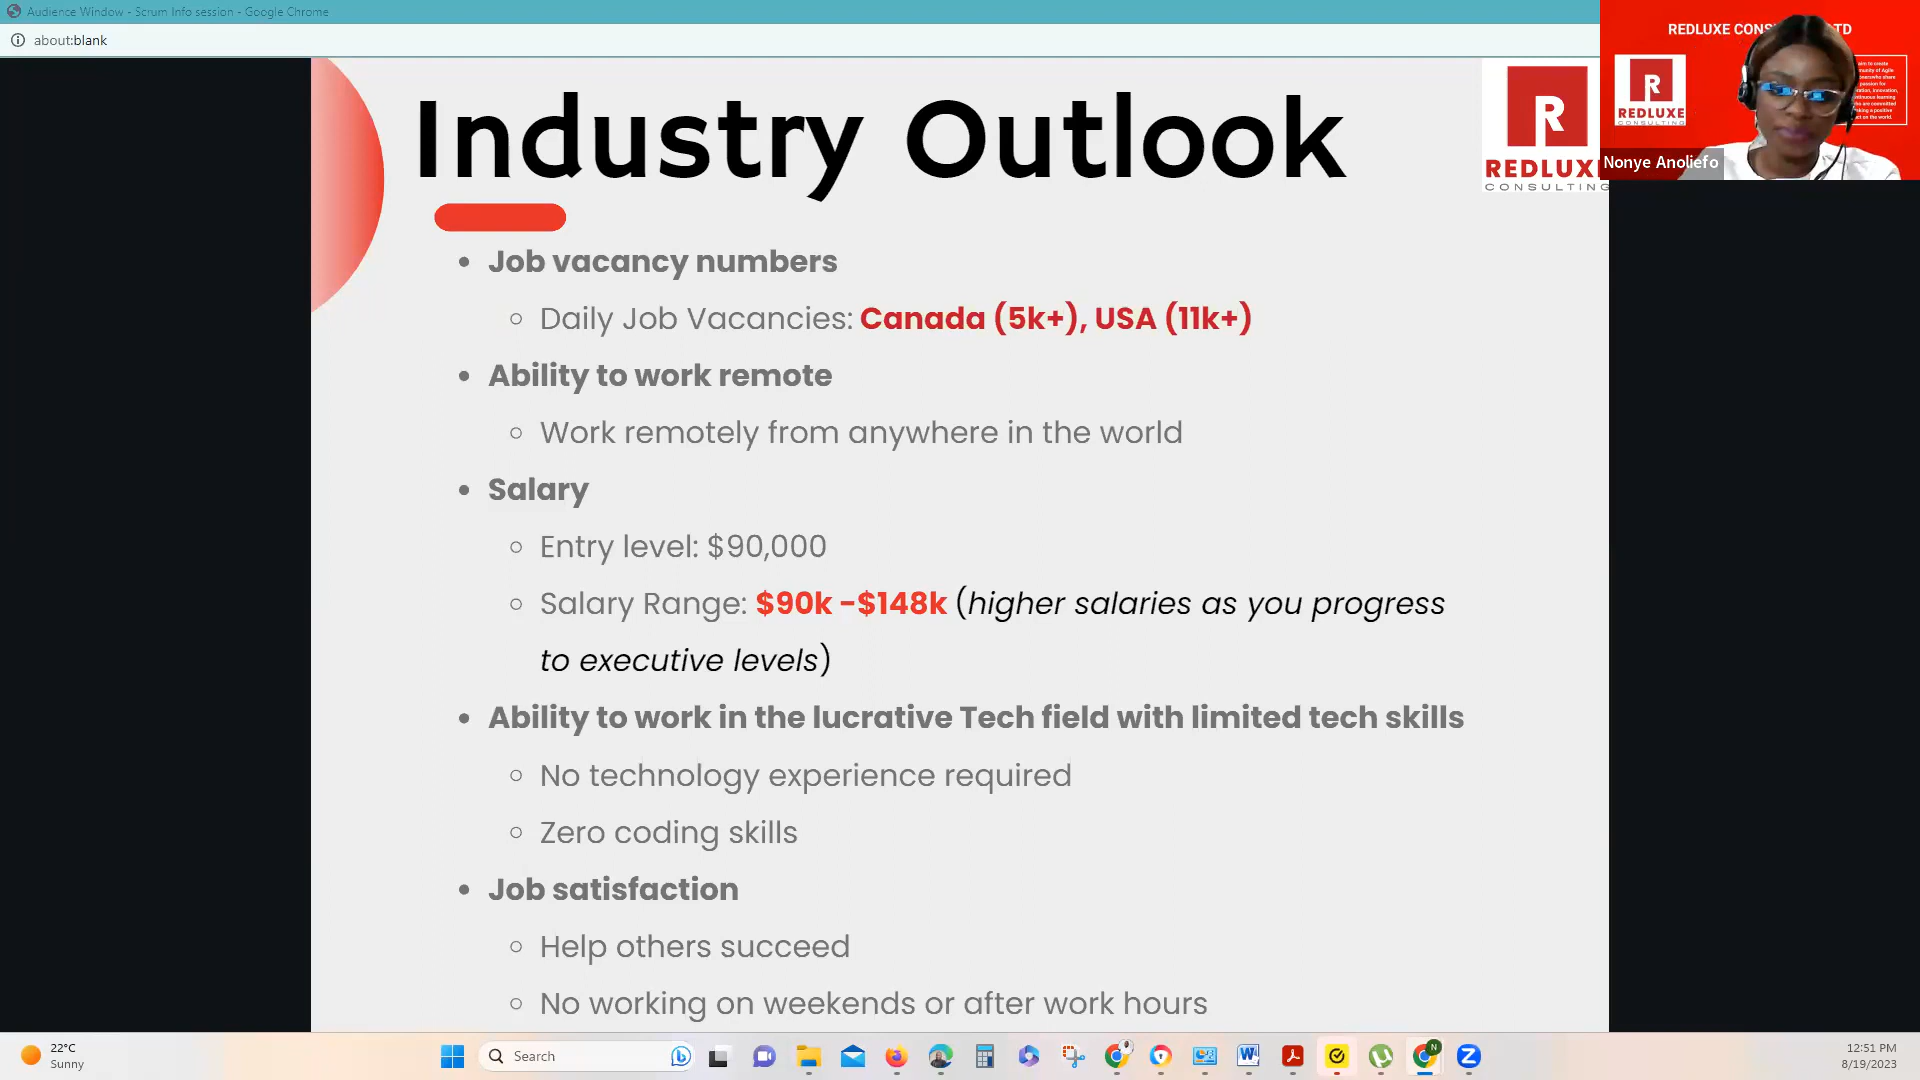 Audience Window - Scrum Info session - Google Chrome
about:blank
REDLUXE CONS
TD
R
REDLUXE
CONSULTING
Industry Outlook
R
REDLUX
CONSULTING
Nonye Anoliefo
• Job vacancy numbers
○ Daily Job Vacancies: Canada (5k+), USA (11k+)
• Ability to work remote
○ Work remotely from anywhere in the world
• Salary
○ Entry level: $90,000
○ Salary Range: $90k -$148k (higher salaries as you progress
to executive levels)
• Ability to work in the lucrative Tech field with limited tech skills
○ No technology experience required
○ Zero coding skills
• Job satisfaction
○ Help others succeed
○ No working on weekends or after work hours
22°C
Sunny
Search
12:51 PM
8/19/2023